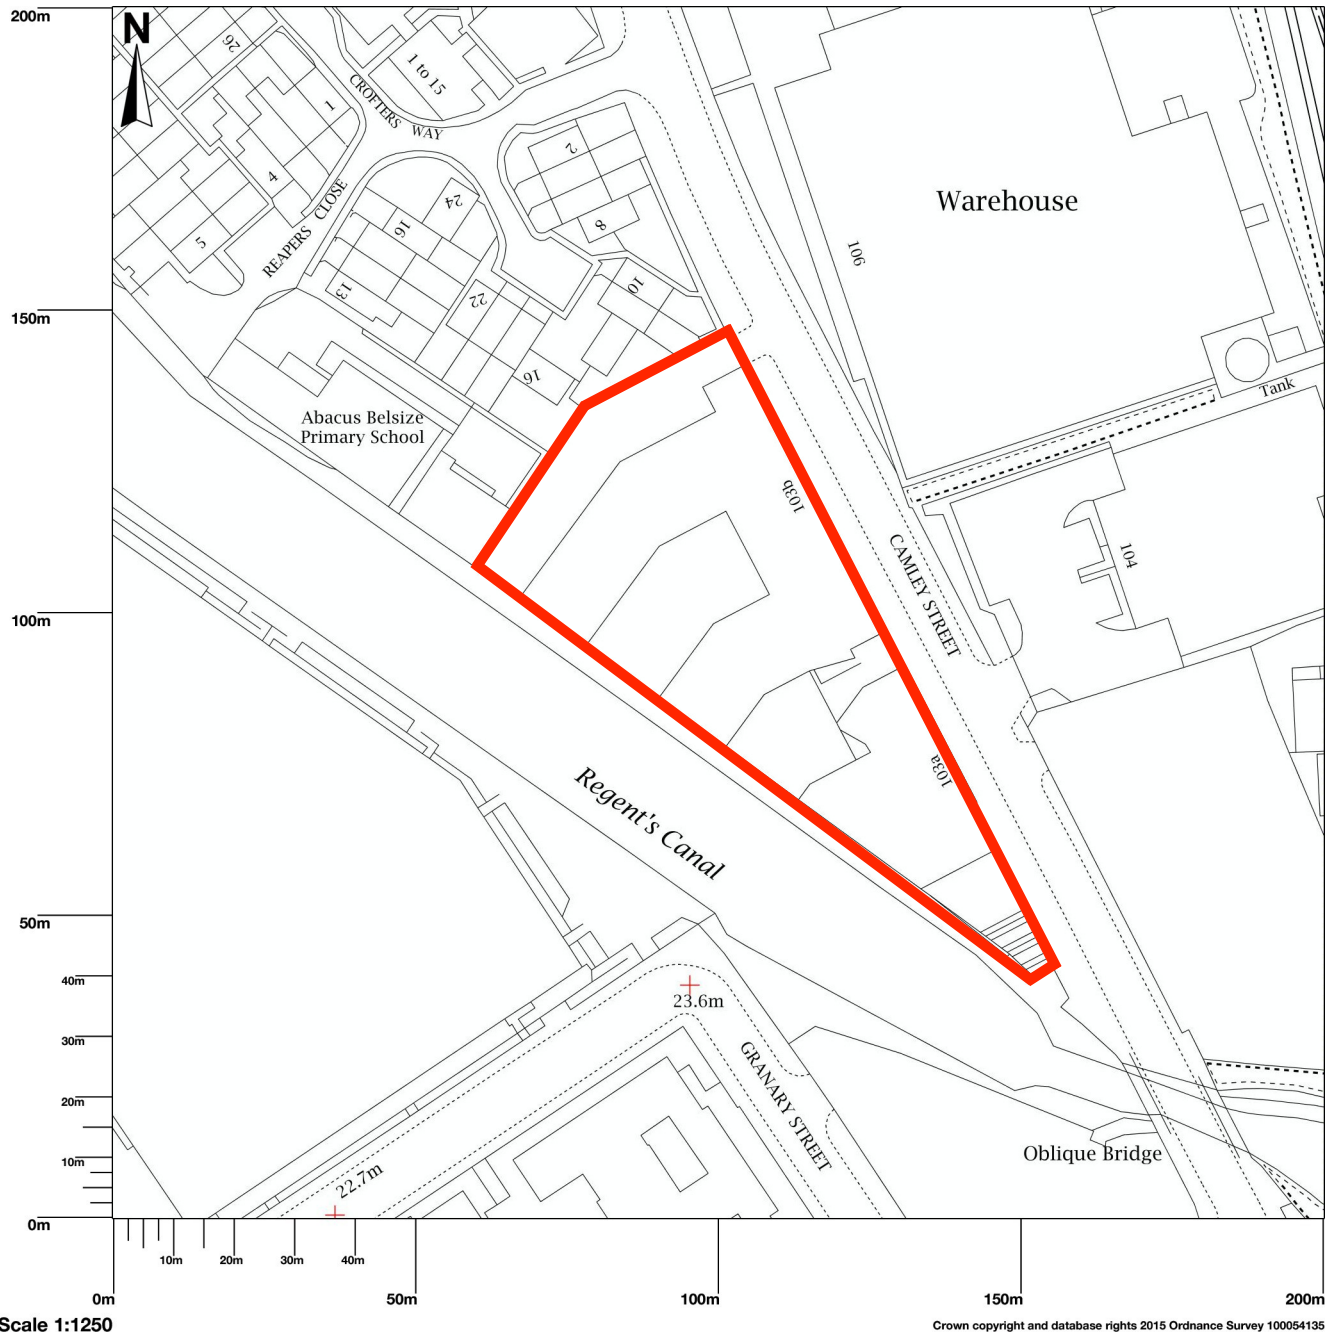 200m
N
26
1 to 15
1
CROFTERS WAY
2
4
REAPERS CLOSE
24
16
8
5
Warehouse
106
13
22
10
150m
16
Tank
Abacus Belsize
Primary School
103b
CAMLEY STREET
104
100m
103a
Regent's Canal
50m
40m
23.6m
30m
GRANARY STREET
20m
10m
Oblique Bridge
22.7m
0m
10m
20m
30m
40m
0m
50m
100m
150m
200m
Scale 1:1250
Crown copyright and database rights 2015 Ordnance Survey 100054135